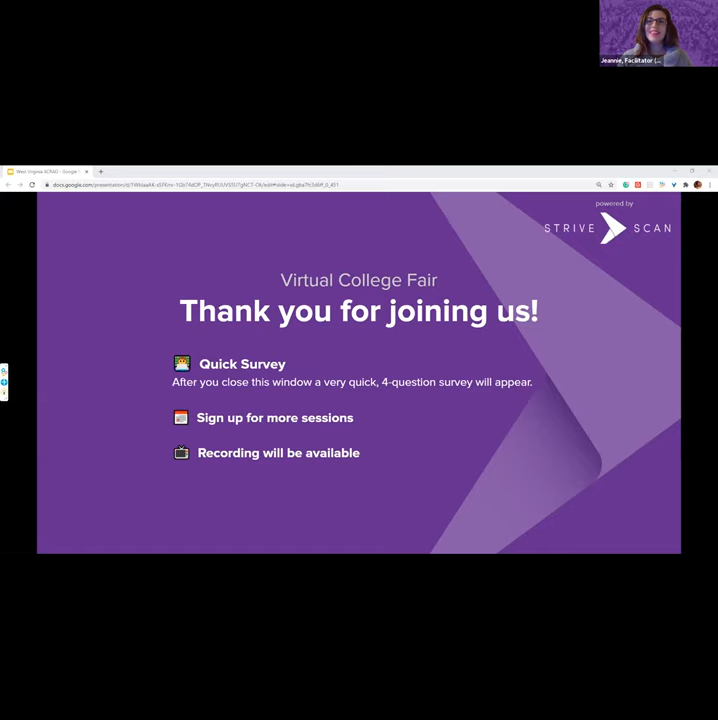 Jeannie, Facilitator (...
West Virginia ACRAO - Google
powered by
STRIVE SCAN
Virtual College Fair
Thank you for joining us!
Quick Survey
After you close this window a very quick, 4-question survey will appear.
Sign up for more sessions
Recording will be available